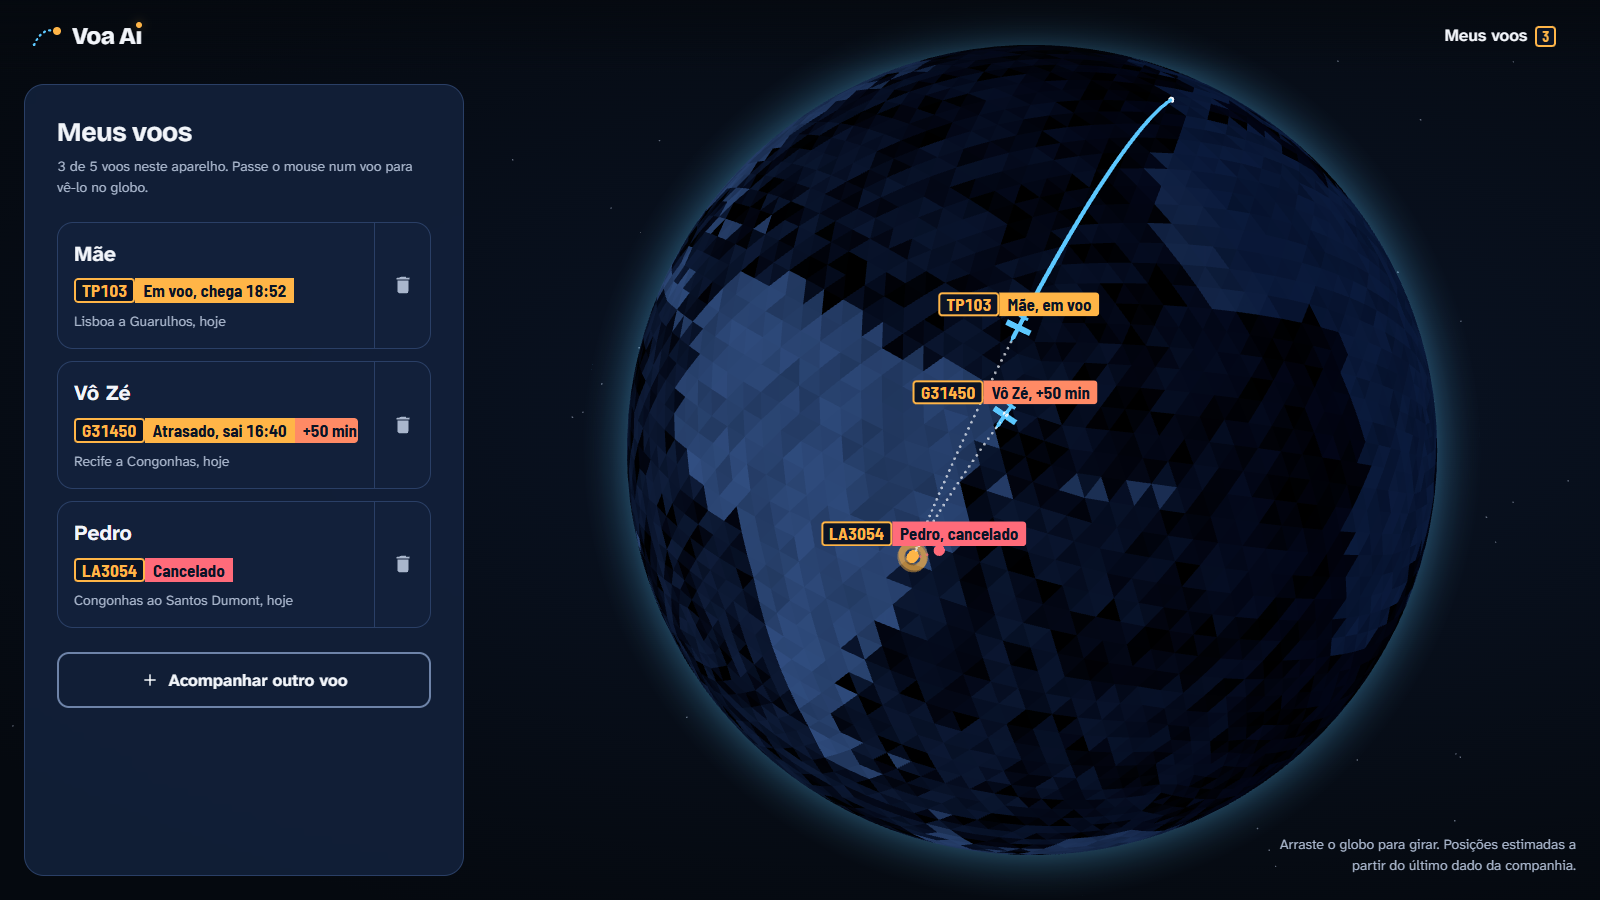 Voa Aí
Meus voos 3
Meus voos
3 de 5 voos neste aparelho. Passe o mouse num voo para
vê-lo no globo.
Mãe
TP103 Em voo, chega 18:52
Lisboa a Guarulhos, hoje
Vô Zé
G31450 Atrasado, sai 16:40 +50 min
Recife a Congonhas, hoje
Pedro
LA3054 Cancelado
Congonhas ao Santos Dumont, hoje
+ Acompanhar outro voo
TP103 Mãe, em voo
G31450 Vô Zé, +50 min
LA3054 Pedro, cancelado
Arraste o globo para girar. Posições estimadas a
partir do último dado da companhia.